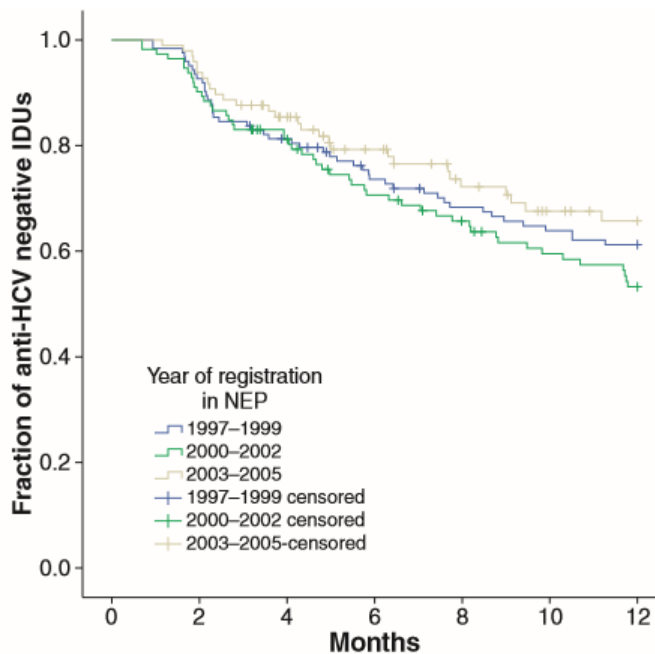 1.0
0.8
0.6
0.4
0.2
0.0
Fraction of anti-HCV negative IDUs
Year of registration
in NEP
1997–1999
2000–2002
2003–2005
1997–1999 censored
2000–2002 censored
2003–2005-censored
0 2 4 6 8 10 12
Months